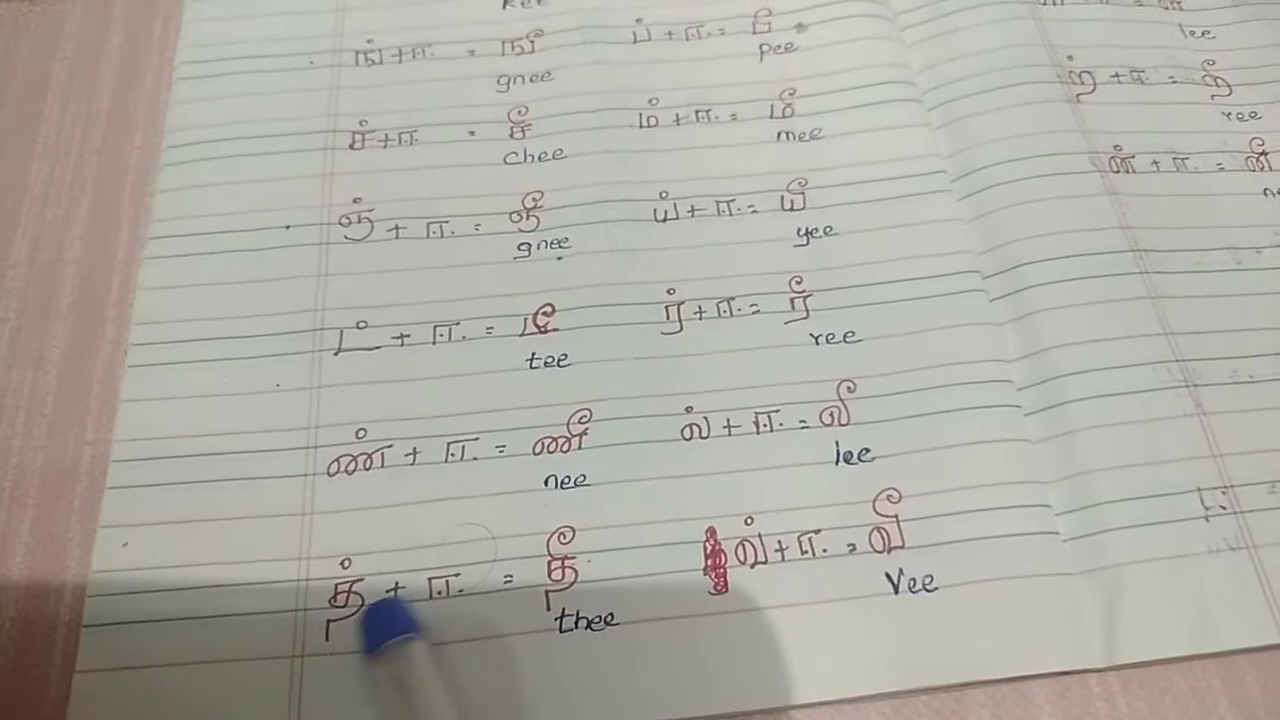 ங் + ஈ = ஙீ
gnee
ச் + ஈ = சீ
chee
ஞ் + ஈ = ஞீ
gnee
ட் + ஈ = டீ
tee
ண் + ஈ = ணீ
nee
த் + ஈ = தீ
thee
ப் + ஈ = பீ
pee
ம் + ஈ = மீ
mee
ய் + ஈ = யீ
yee
ர் + ஈ = ரீ
ree
ல் + ஈ = லீ
lee
வ் + ஈ = வீ
vee
lee
ற் + ஈ = றீ
ree
ன் + ஈ = னீ